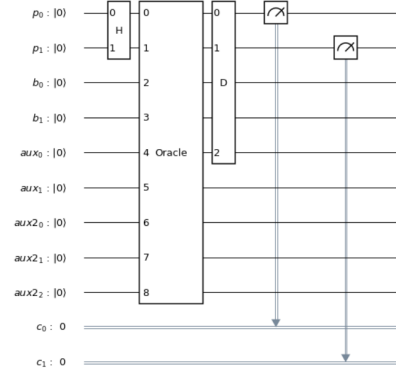 p₀ : |0⟩ 0 0
H
p₁ : |0⟩ 1 1 1
b₀ : |0⟩ 2 D
b₁ : |0⟩ 3
aux₀ : |0⟩ 4 Oracle 2
aux₁ : |0⟩ 5
aux2₀ : |0⟩ 6
aux2₁ : |0⟩ 7
aux2₂ : |0⟩ 8
c₀ : 0
c₁ : 0